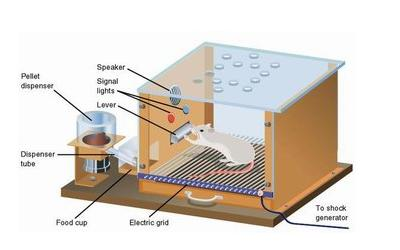 Speaker
Signal
lights
Lever
Pellet
dispenser
Dispenser
tube
Food cup
Electric grid
To shock
generator